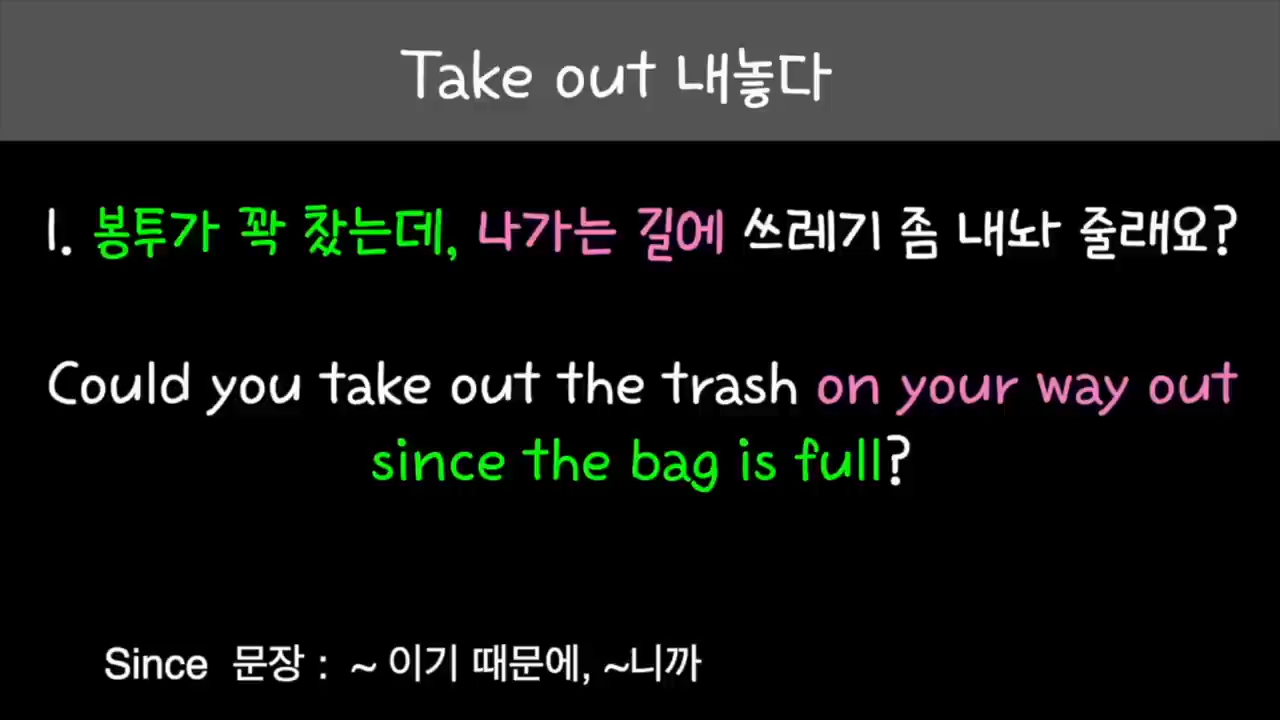 Take out 내놓다
1. 봉투가 꽉 찼는데, 나가는 길에 쓰레기 좀 내놔 줄래요?
Could you take out the trash on your way out
since the bag is full?
Since 문장 : ~ 이기 때문에, ~니까